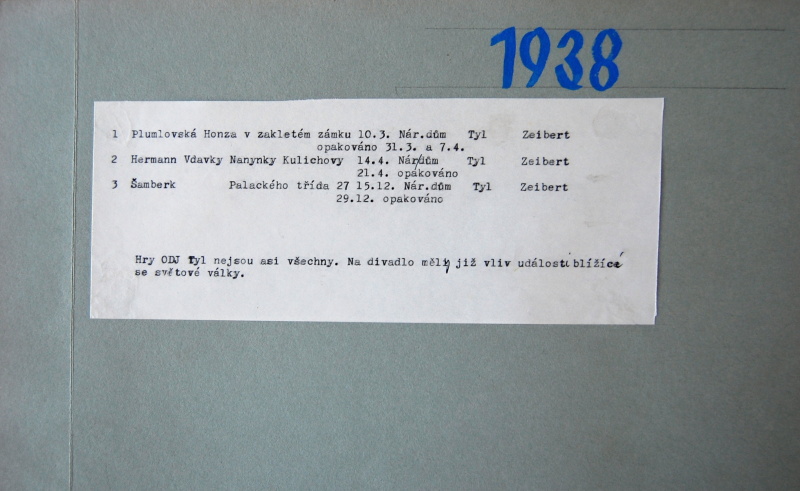 1938
1 Plumlovská Honza v zakletém zámku 10.3. Nár.dům Tyl Zeibert
opakováno 31.3. a 7.4.
2 Hermann Vdavky Nanynky Kulichovy 14.4. Nár/dům Tyl Zeibert
21.4. opakováno
3 Šamberk Palackého třída 27 15.12. Nár.dům Tyl Zeibert
29.12. opakováno
Hry ODJ Tyl nejsou asi všechny. Na divadlo měly již vliv události blížící
se světové války.